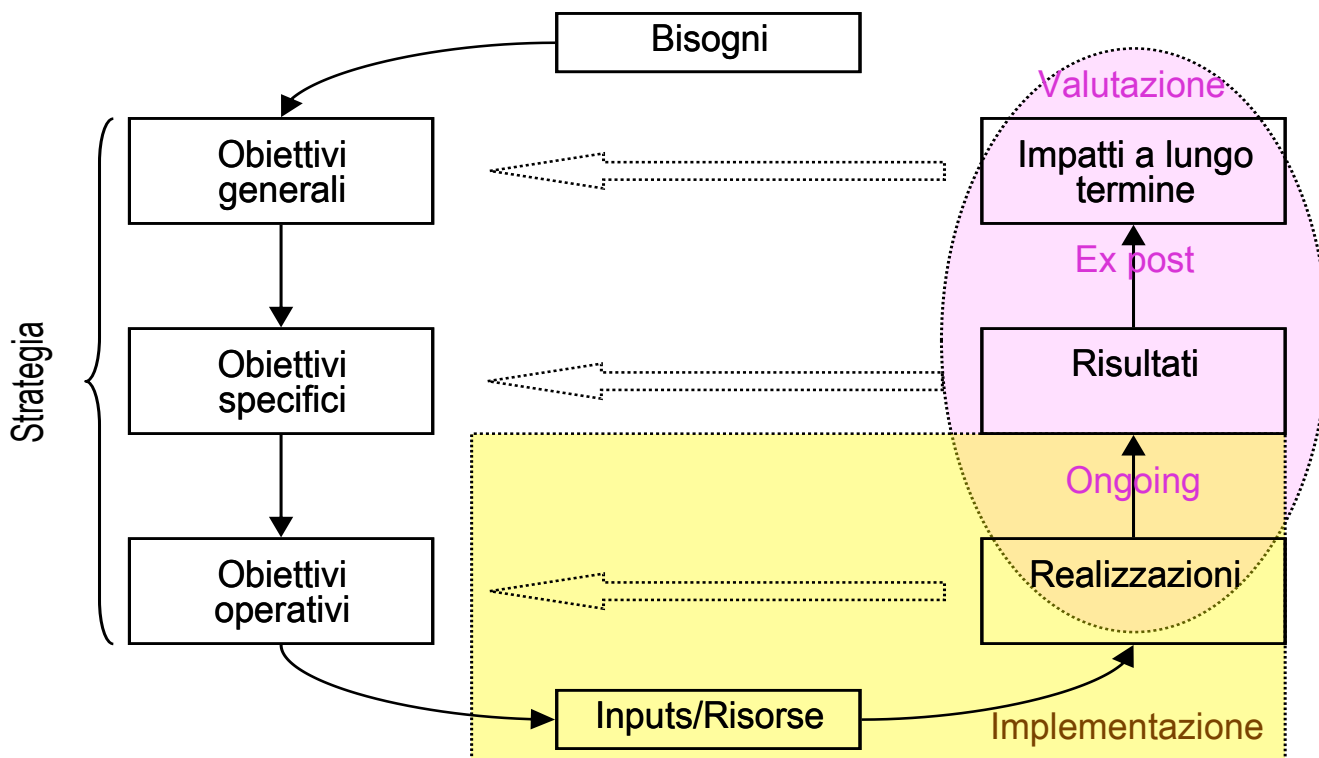 Bisogni
Valutazione
Obiettivi
generali
Impatti a lungo
termine
Ex post
Strategia
Obiettivi
specifici
Risultati
Ongoing
Obiettivi
operativi
Realizzazioni
Inputs/Risorse
Implementazione